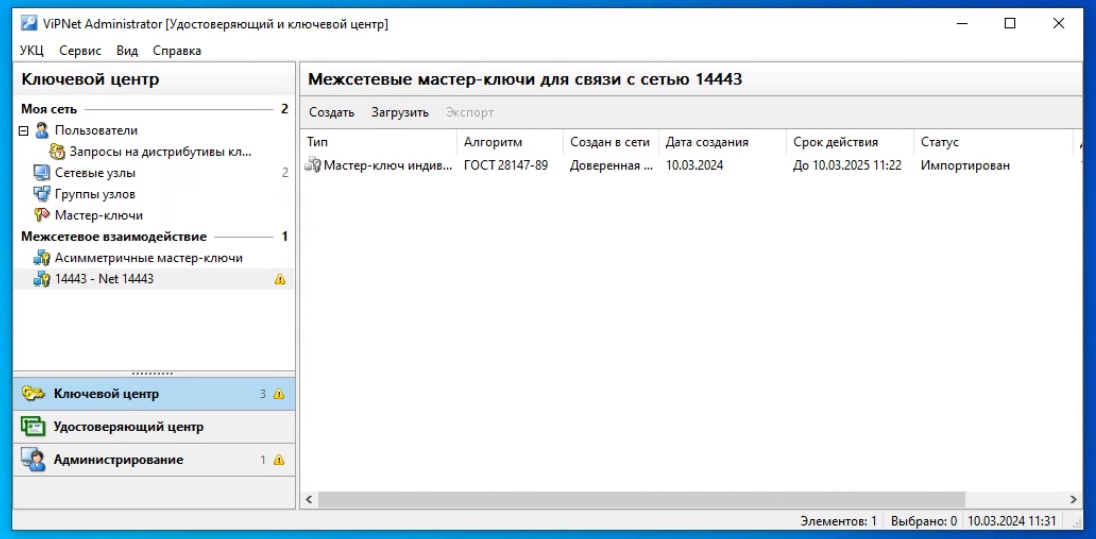 ViPNet Administrator [Удостоверяющий и ключевой центр]
УКЦ Сервис Вид Справка
Ключевой центр
Моя сеть 2
Пользователи
Запросы на дистрибутивы кл...
Сетевые узлы 2
Группы узлов
Мастер-ключи
Межсетевое взаимодействие 1
Асимметричные мастер-ключи
14443 - Net 14443
Ключевой центр 3
Удостоверяющий центр
Администрирование 1
Межсетевые мастер-ключи для связи с сетью 14443
Создать Загрузить Экспорт
Тип Алгоритм Создан в сети Дата создания Срок действия Статус
Мастер-ключ индив... ГОСТ 28147-89 Доверенная ... 10.03.2024 До 10.03.2025 11:22 Импортирован
Элементов: 1 Выбрано: 0 10.03.2024 11:31